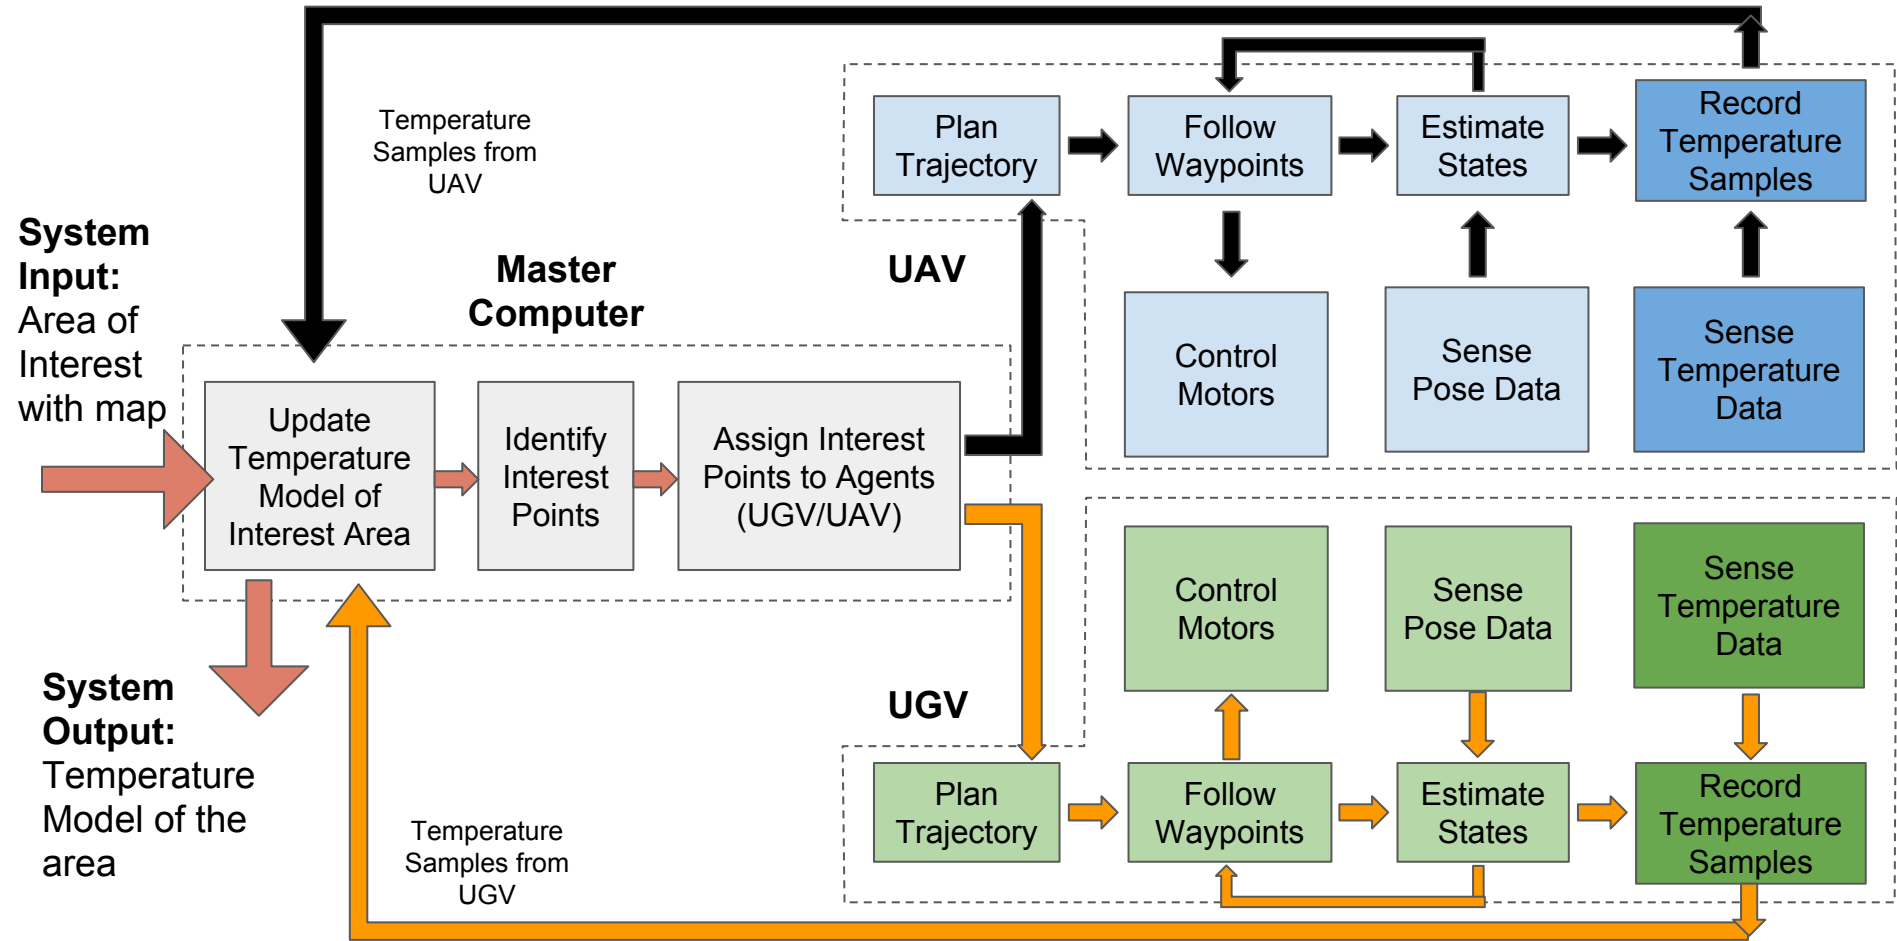 Temperature
Samples from
UAV
System
Input:
Area of
Interest
with map
Master
Computer
Update
Temperature
Model of
Interest Area
Identify
Interest
Points
Assign Interest
Points to Agents
(UGV/UAV)
System
Output:
Temperature
Model of the
area
Temperature
Samples from
UGV
UAV
Plan
Trajectory
Follow
Waypoints
Estimate
States
Record
Temperature
Samples
Control
Motors
Sense
Pose Data
Sense
Temperature
Data
UGV
Control
Motors
Sense
Pose Data
Sense
Temperature
Data
Plan
Trajectory
Follow
Waypoints
Estimate
States
Record
Temperature
Samples